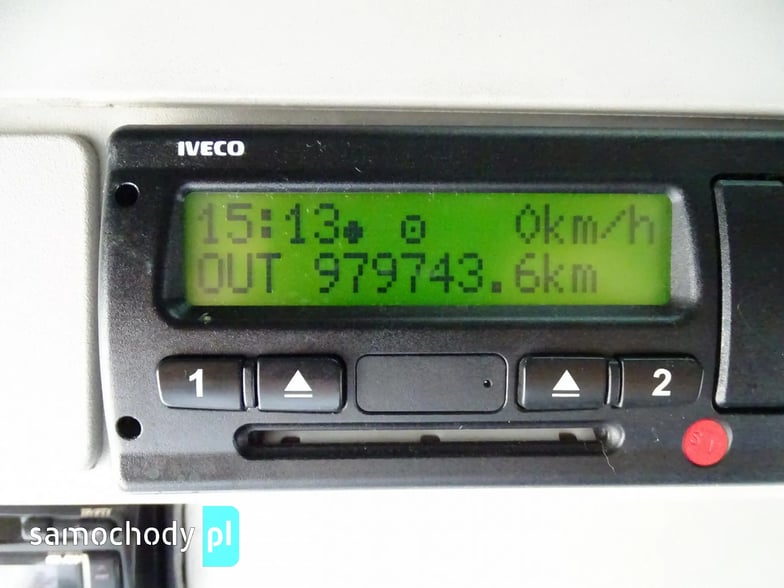 IVECO
15:13 0km/h
OUT 979743.6km
1 2
samochody pl